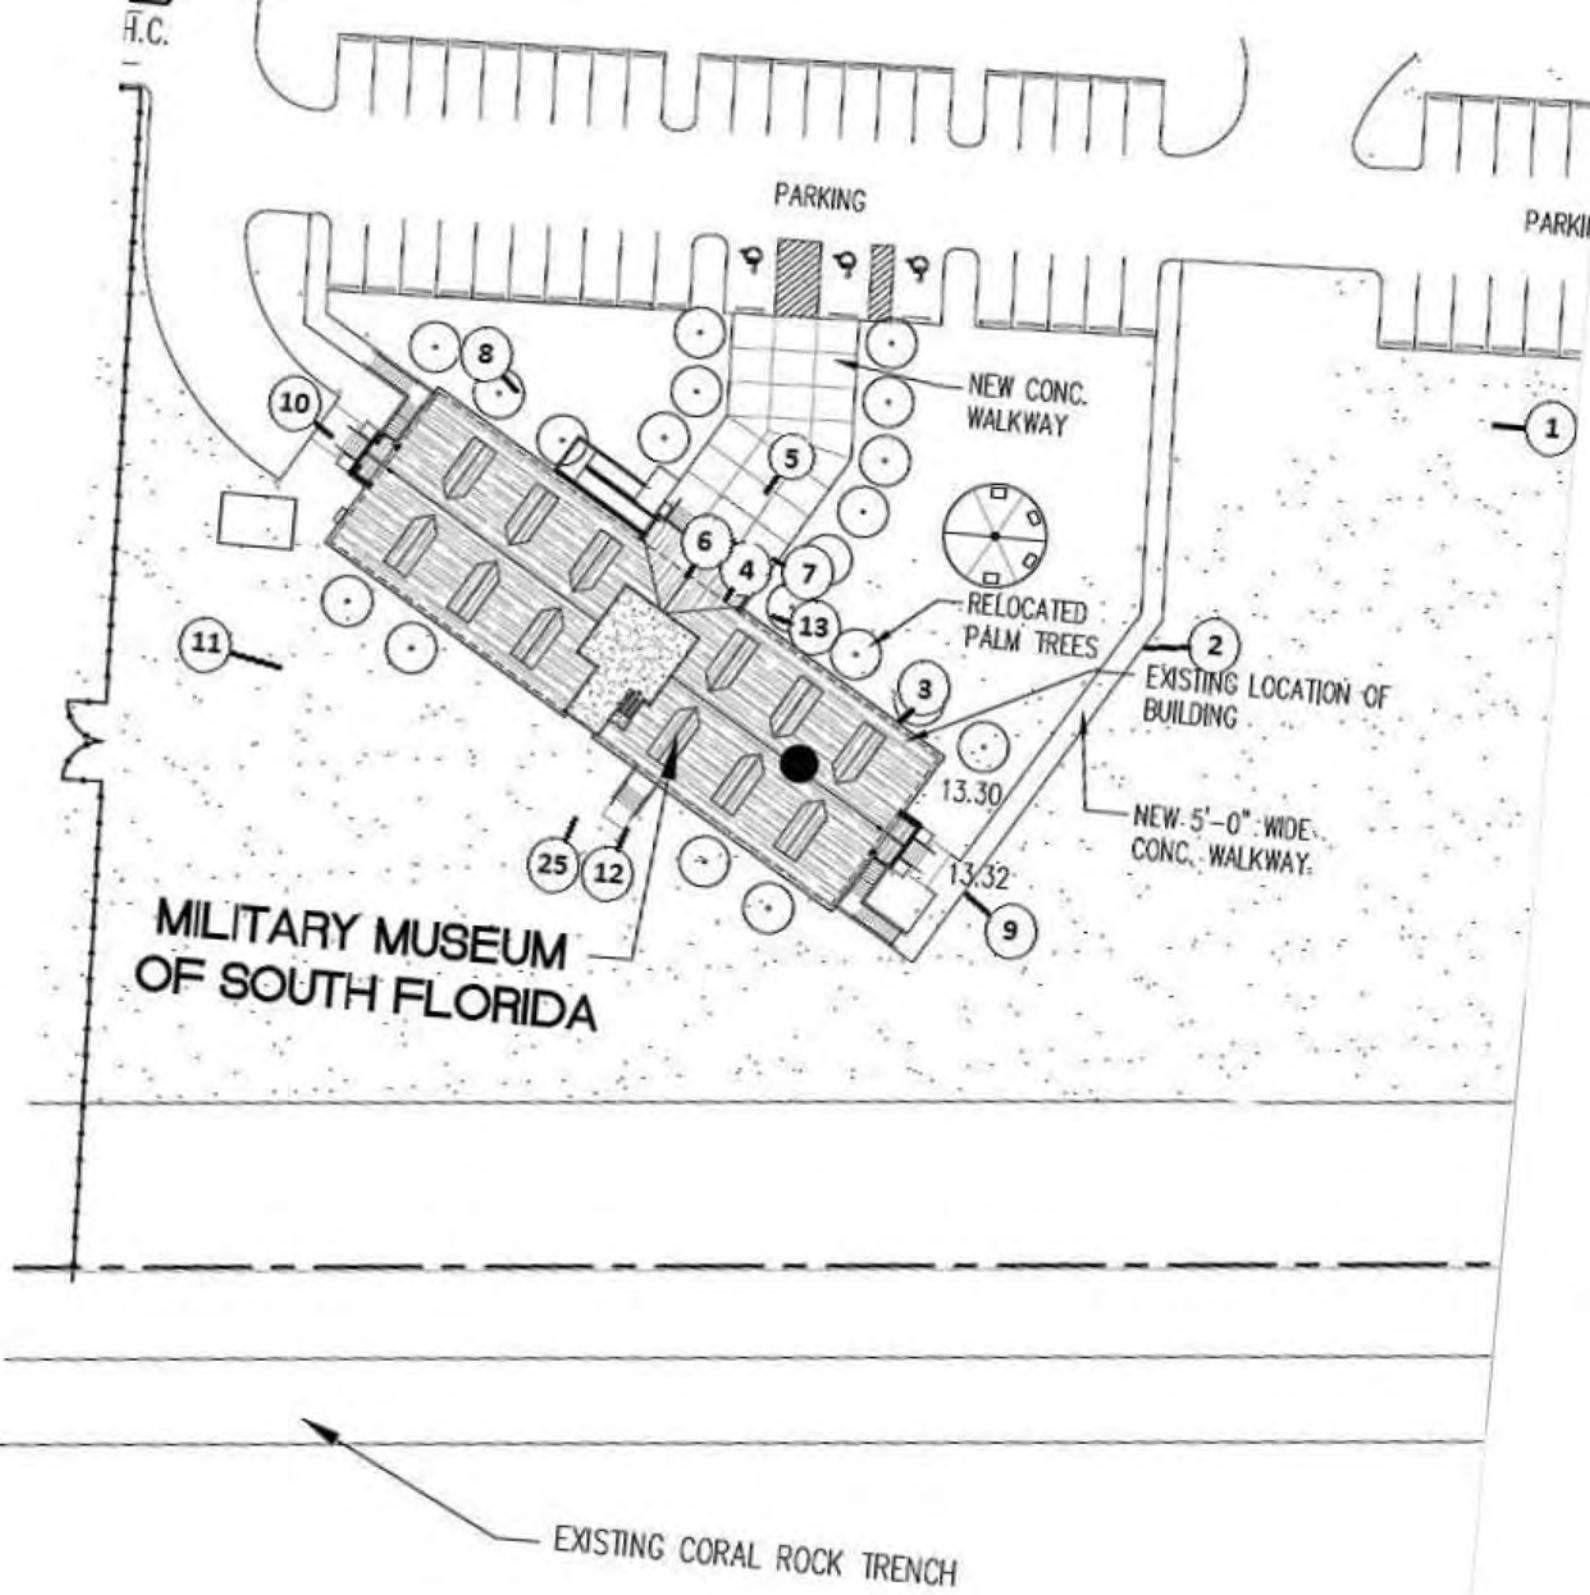 H.C.
PARKING
PARKI
8
NEW CONC.
WALKWAY
10
1
5
6
4
7
RELOCATED
PALM TREES
13
11
2
3
EXISTING LOCATION OF
BUILDING
13.30
NEW 5'-0" WIDE
CONC. WALKWAY
25
12
13.32
9
MILITARY MUSEUM
OF SOUTH FLORIDA
EXISTING CORAL ROCK TRENCH